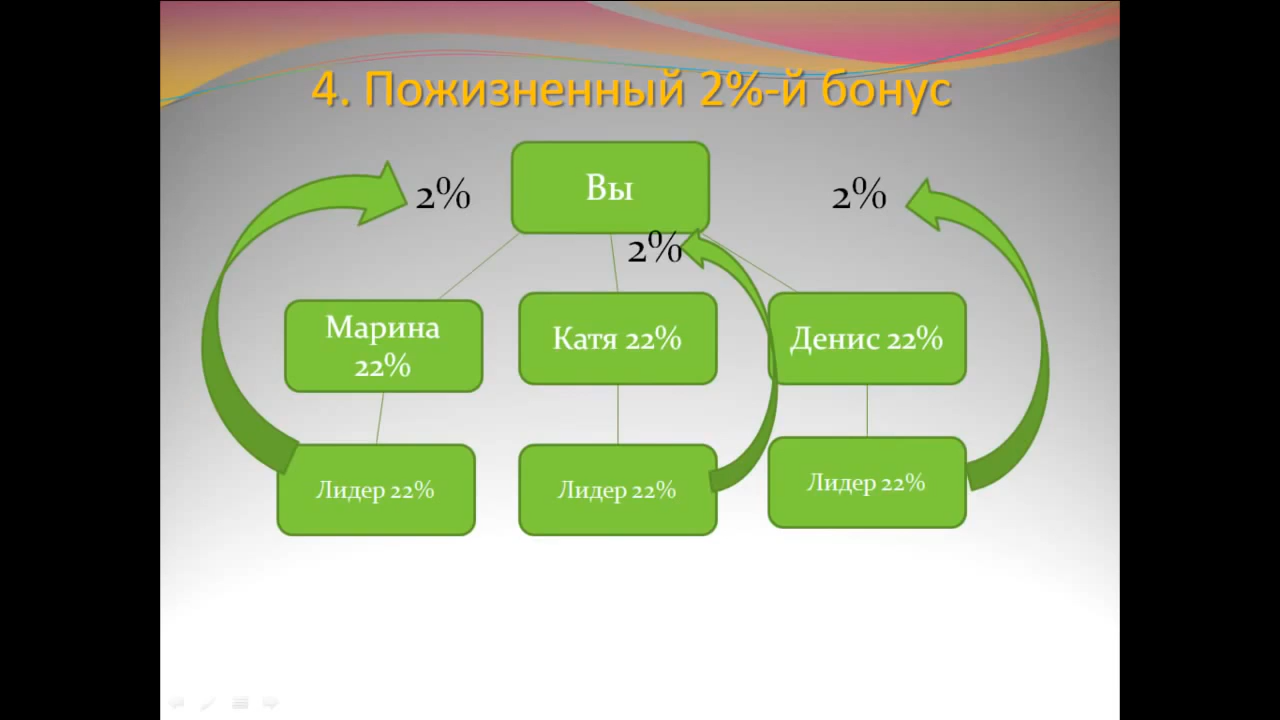 4. Пожизненный 2%-й бонус
Вы
2%
2%
2%
Марина
22%
Катя 22%
Денис 22%
Лидер 22%
Лидер 22%
Лидер 22%